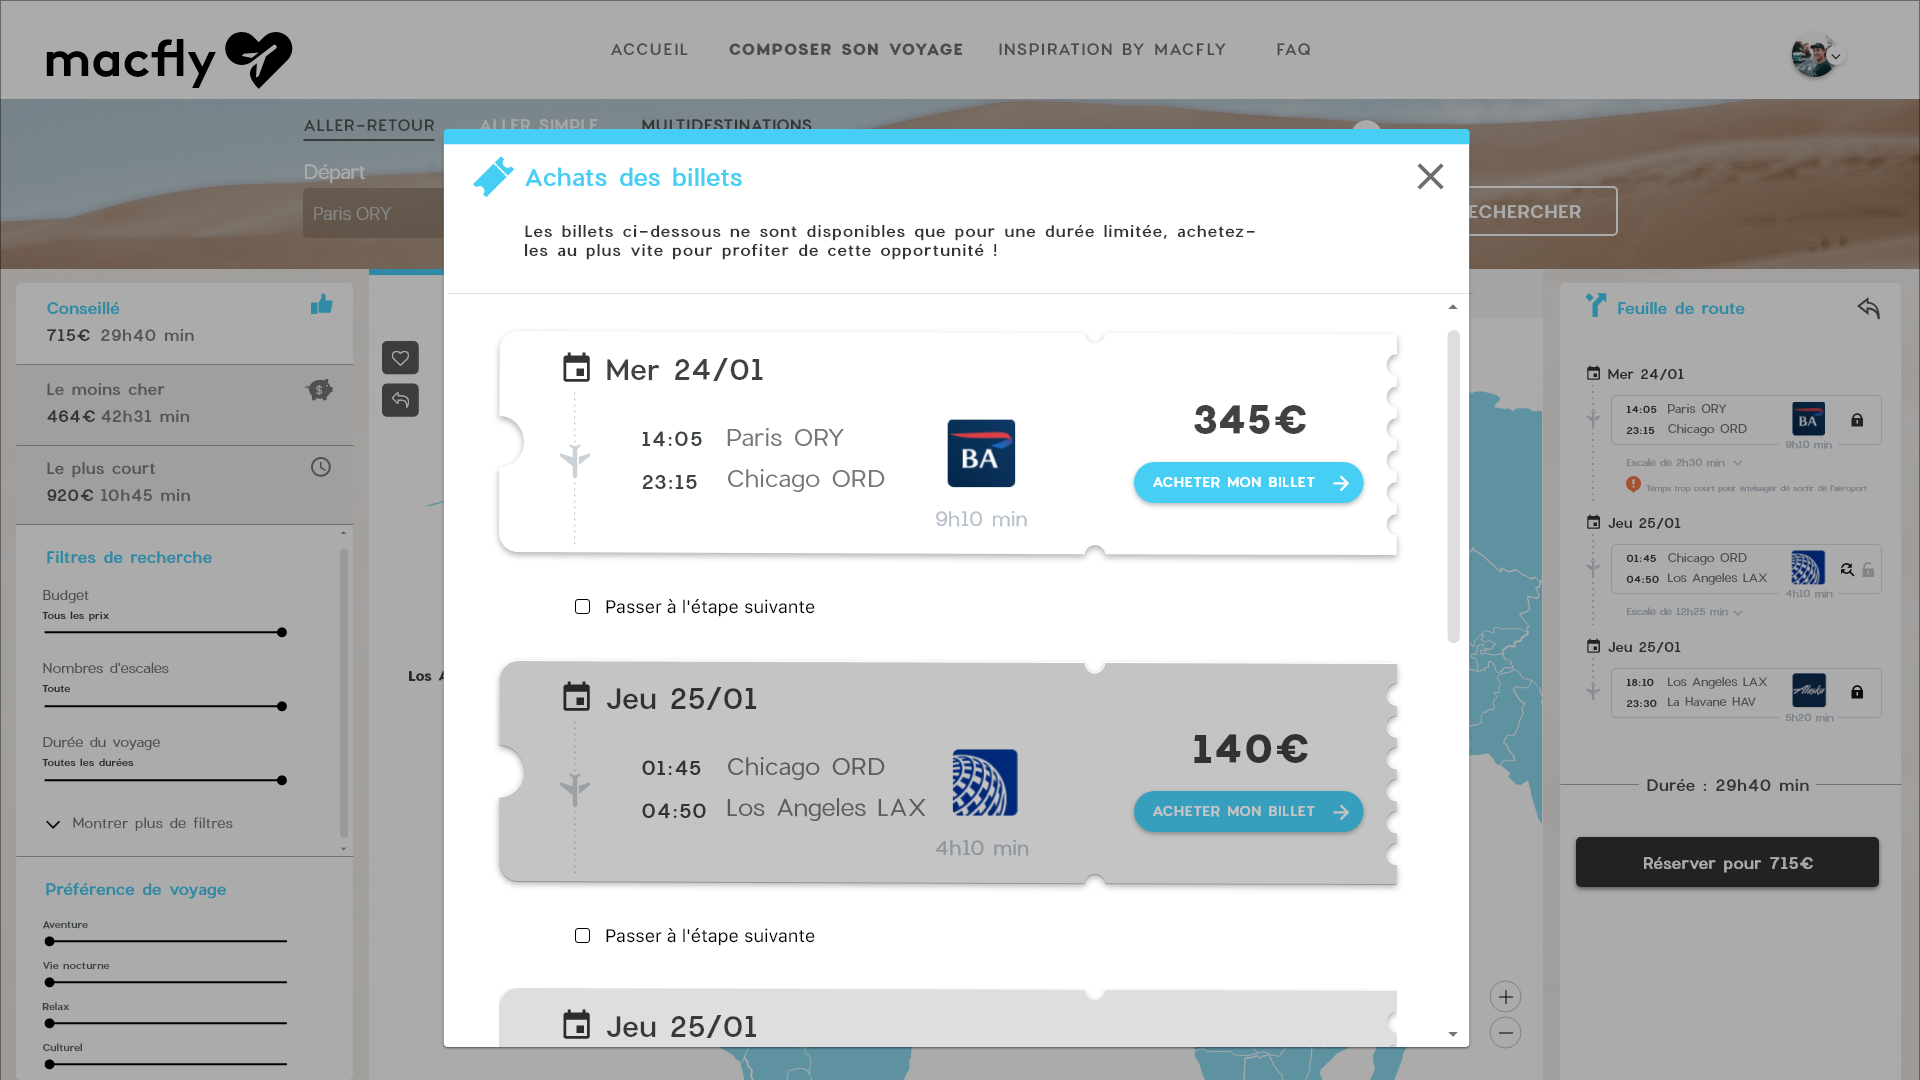 macfly
ACCUEIL
COMPOSER SON VOYAGE
INSPIRATION BY MACFLY
FAQ
ALLER-RETOUR
ALLER SIMPLE
MULTIDESTINATIONS
Départ
Paris ORY
ECHERCHER
Conseillé
715€ 29h40 min
Le moins cher
464€ 42h31 min
$
Le plus court
920€ 10h45 min
Filtres de recherche
Budget
Tous les prix
Nombres d'escales
Toute
Durée du voyage
Toutes les durées
Montrer plus de filtres
Préférence de voyage
Aventure
Vie nocturne
Relax
Culturel
Los
Achats des billets
Les billets ci-dessous ne sont disponibles que pour une durée limitée, achetez-
les au plus vite pour profiter de cette opportunité !
Mer 24/01
14:05 Paris ORY
23:15 Chicago ORD
BA
9h10 min
345€
ACHETER MON BILLET
Passer à l'étape suivante
Jeu 25/01
01:45 Chicago ORD
04:50 Los Angeles LAX
4h10 min
140€
ACHETER MON BILLET
Passer à l'étape suivante
Jeu 25/01
Feuille de route
Mer 24/01
14:05 Paris ORY
23:15 Chicago ORD
BA
9h10 min
Escale de 2h30 min
Temps trop court pour envisager de sortir de l'aéroport
Jeu 25/01
01:45 Chicago ORD
04:50 Los Angeles LAX
4h10 min
Escale de 12h25 min
Jeu 25/01
18:10 Los Angeles LAX
23:30 La Havane HAV
Alaska
5h20 min
Durée : 29h40 min
Réserver pour 715€